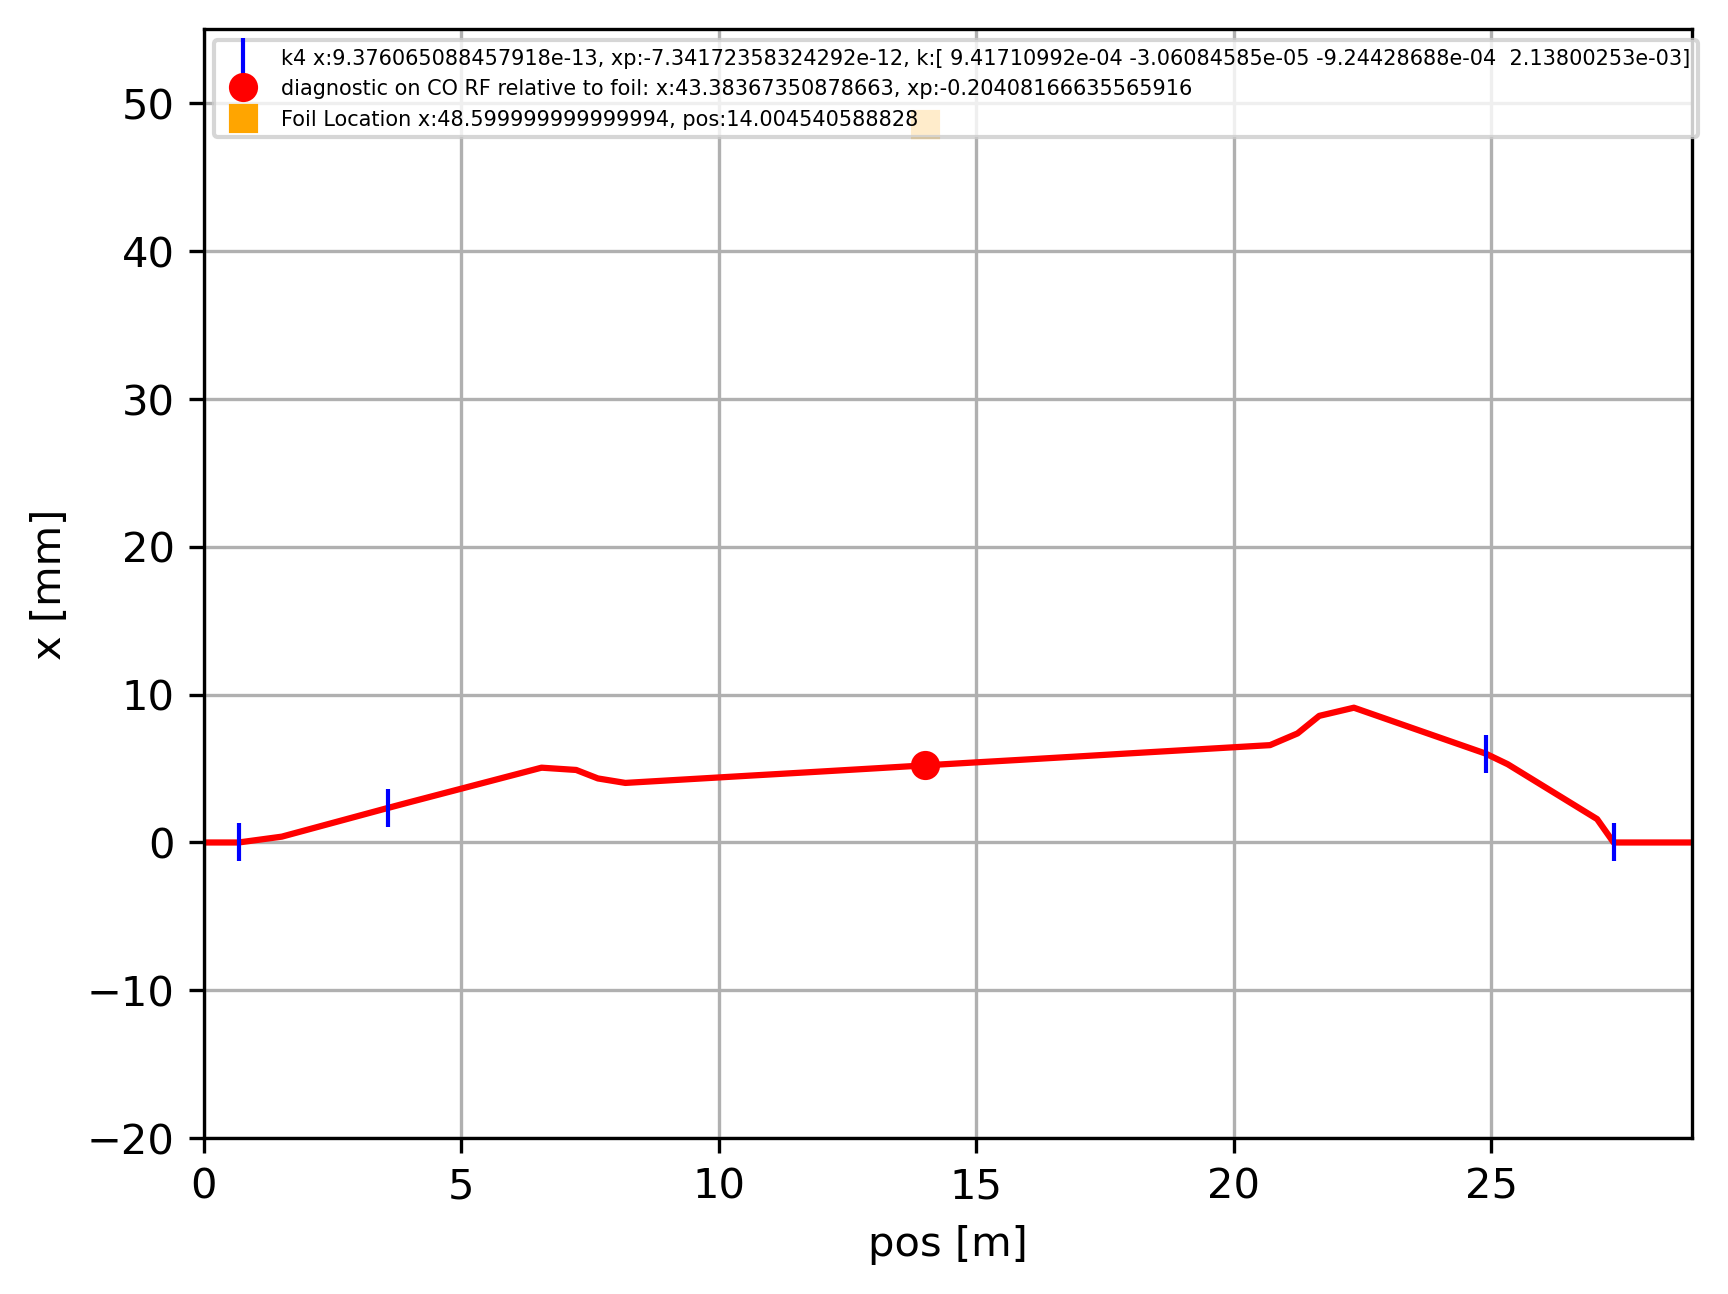 k4 x:9.376065088457918e-13, xp:-7.34172358324292e-12, k:[ 9.41710992e-04 -3.06084585e-05 -9.24428688e-04  2.13800253e-03]
diagnostic on CO RF relative to foil: x:43.38367350878663, xp:-0.20408166635565916
Foil Location x:48.599999999999994, pos:14.004540588828
50
40
30
20
10
0
−10
−20
x [mm]
0 5 10 15 20 25
pos [m]